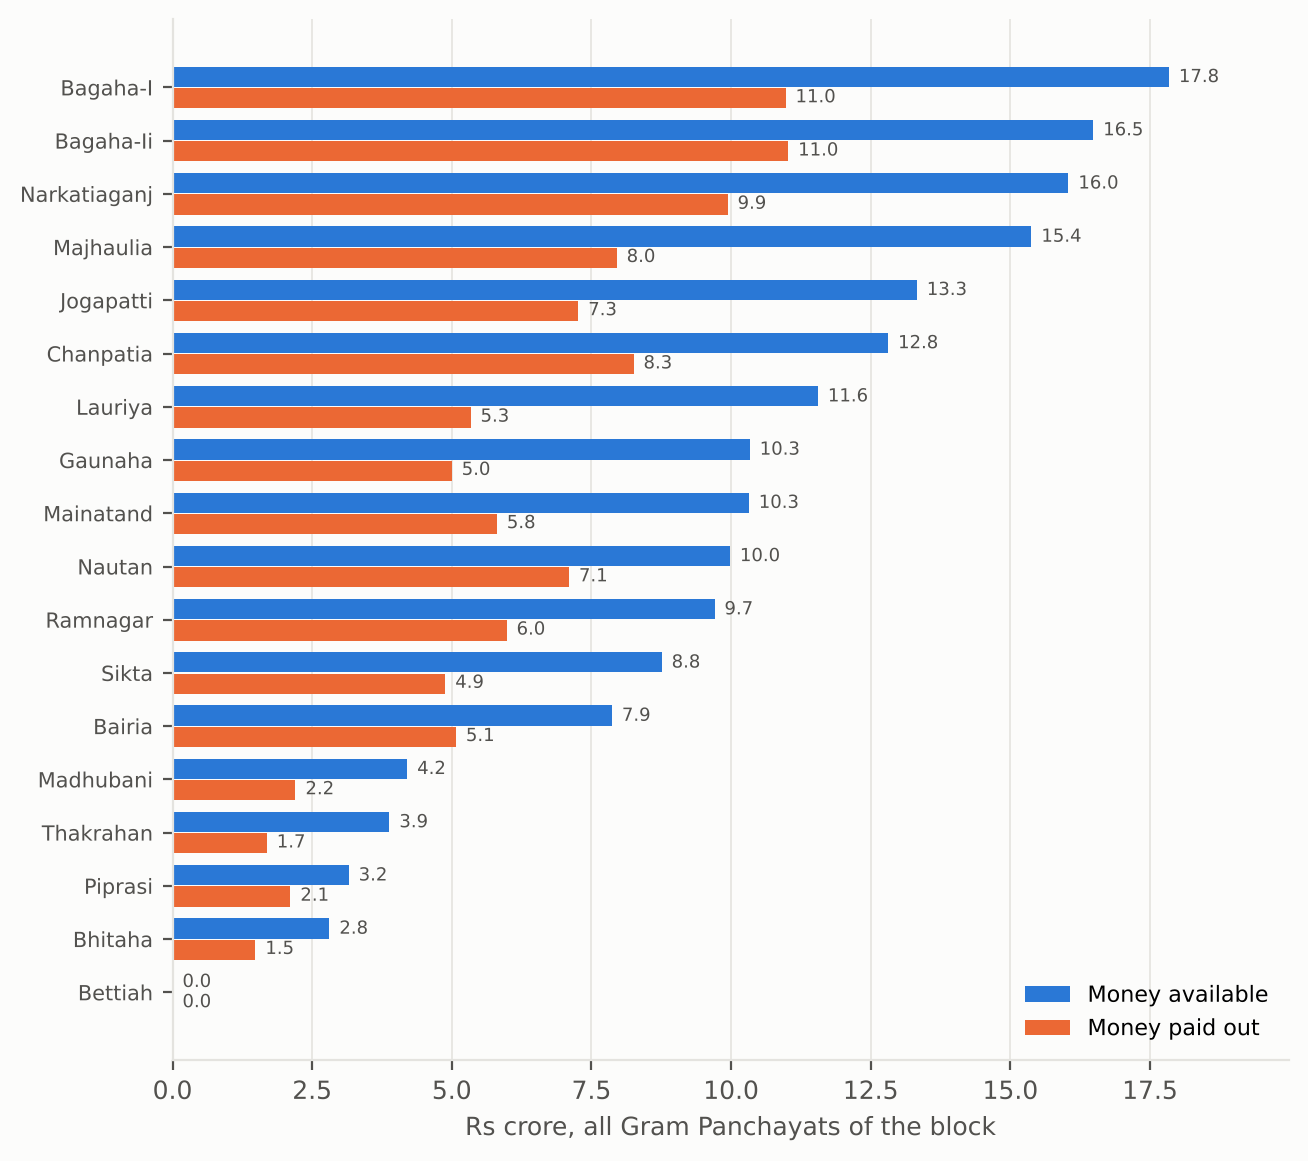 Bagaha-I 17.8
11.0
Bagaha-Ii 16.5
11.0
Narkatiaganj 16.0
9.9
Majhaulia 15.4
8.0
Jogapatti 13.3
7.3
Chanpatia 12.8
8.3
Lauriya 11.6
5.3
Gaunaha 10.3
5.0
Mainatand 10.3
5.8
Nautan 10.0
7.1
Ramnagar 9.7
6.0
Sikta 8.8
4.9
Bairia 7.9
5.1
Madhubani 4.2
2.2
Thakrahan 3.9
1.7
Piprasi 3.2
2.1
Bhitaha 2.8
1.5
Bettiah 0.0
0.0
Money available
Money paid out
0.0 2.5 5.0 7.5 10.0 12.5 15.0 17.5
Rs crore, all Gram Panchayats of the block